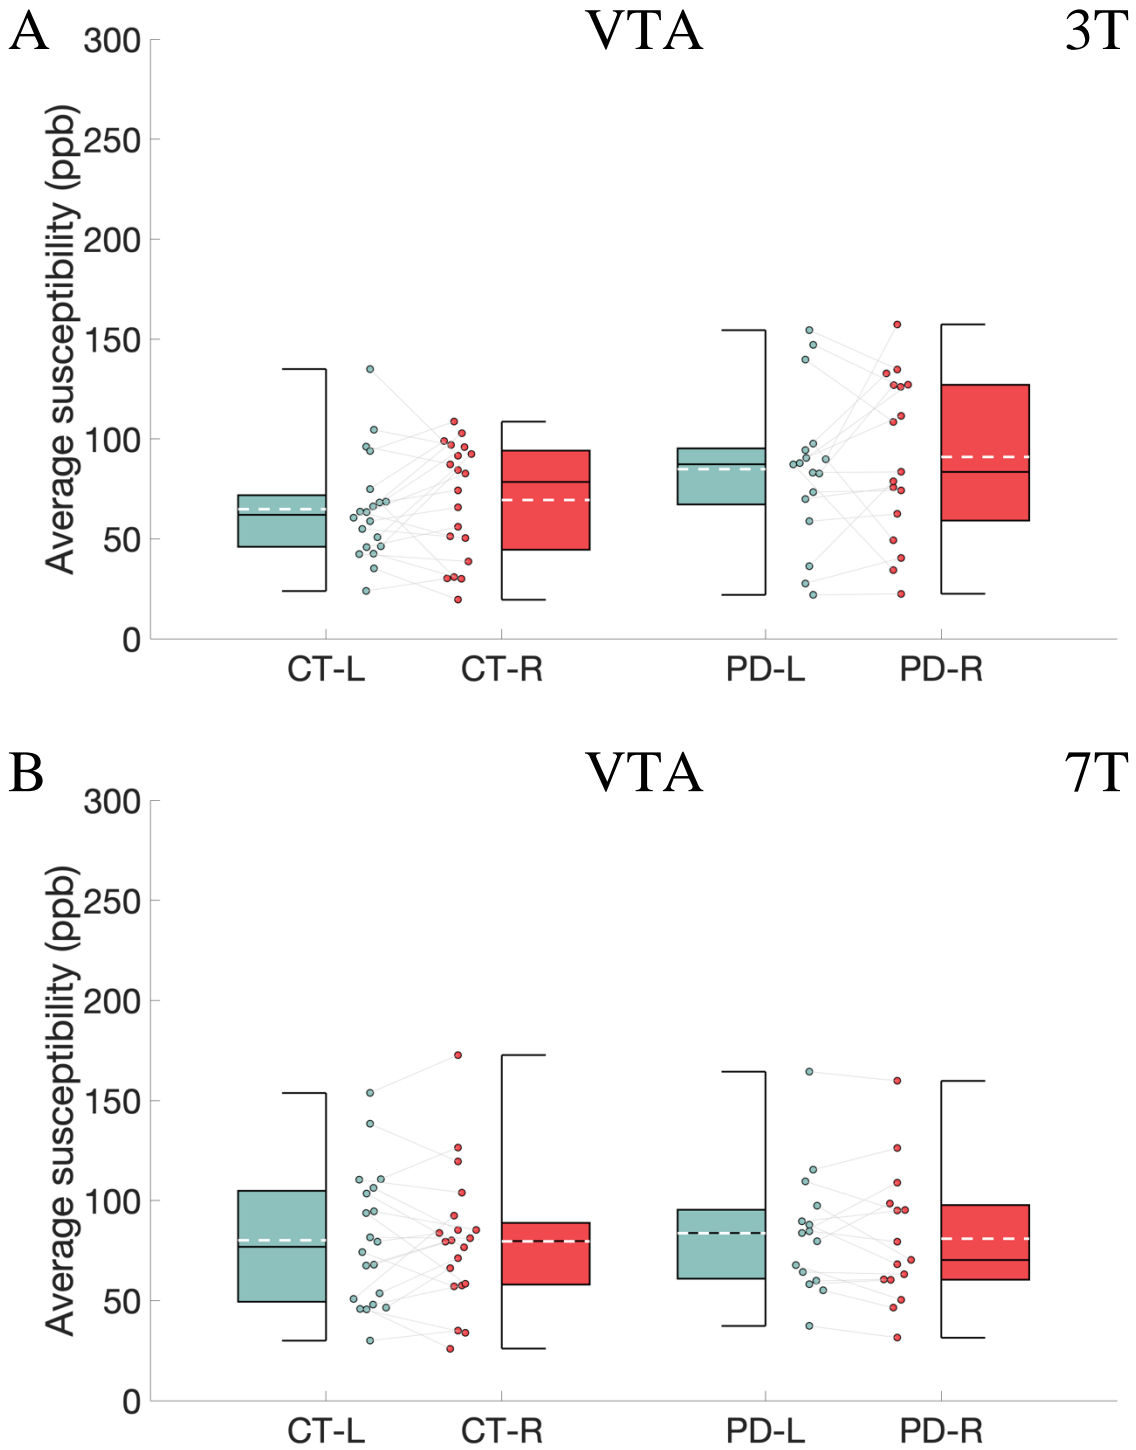 A VTA 3T
Average susceptibility (ppb)
300
250
200
150
100
50
0
CT-L CT-R PD-L PD-R
B VTA 7T
Average susceptibility (ppb)
300
250
200
150
100
50
0
CT-L CT-R PD-L PD-R